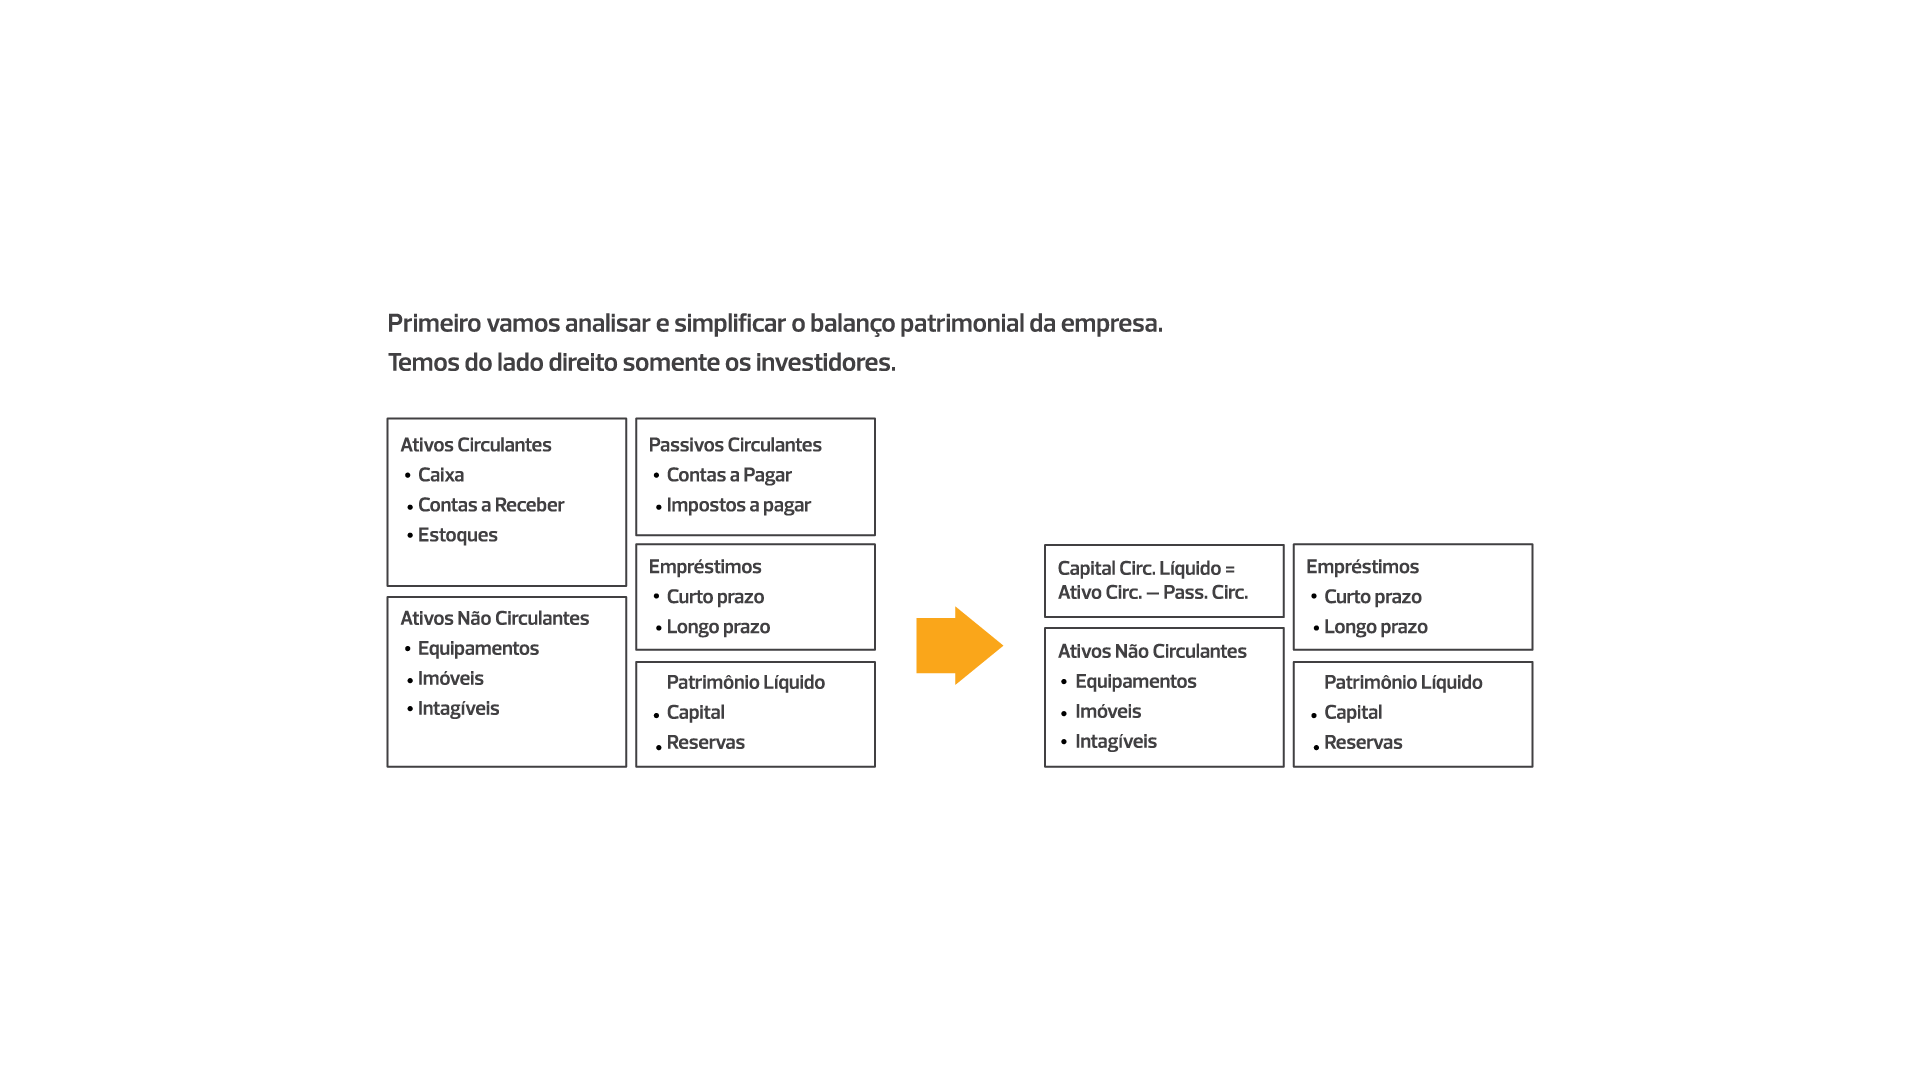 Primeiro vamos analisar e simplificar o balanço patrimonial da empresa.
Temos do lado direito somente os investidores.
Ativos Circulantes
• Caixa
• Contas a Receber
• Estoques
Ativos Não Circulantes
• Equipamentos
• Imóveis
• Intagíveis
Passivos Circulantes
• Contas a Pagar
• Impostos a pagar
Empréstimos
• Curto prazo
• Longo prazo
Patrimônio Líquido
• Capital
• Reservas
Capital Circ. Líquido =
Ativo Circ. – Pass. Circ.
Ativos Não Circulantes
• Equipamentos
• Imóveis
• Intagíveis
Empréstimos
• Curto prazo
• Longo prazo
Patrimônio Líquido
• Capital
• Reservas